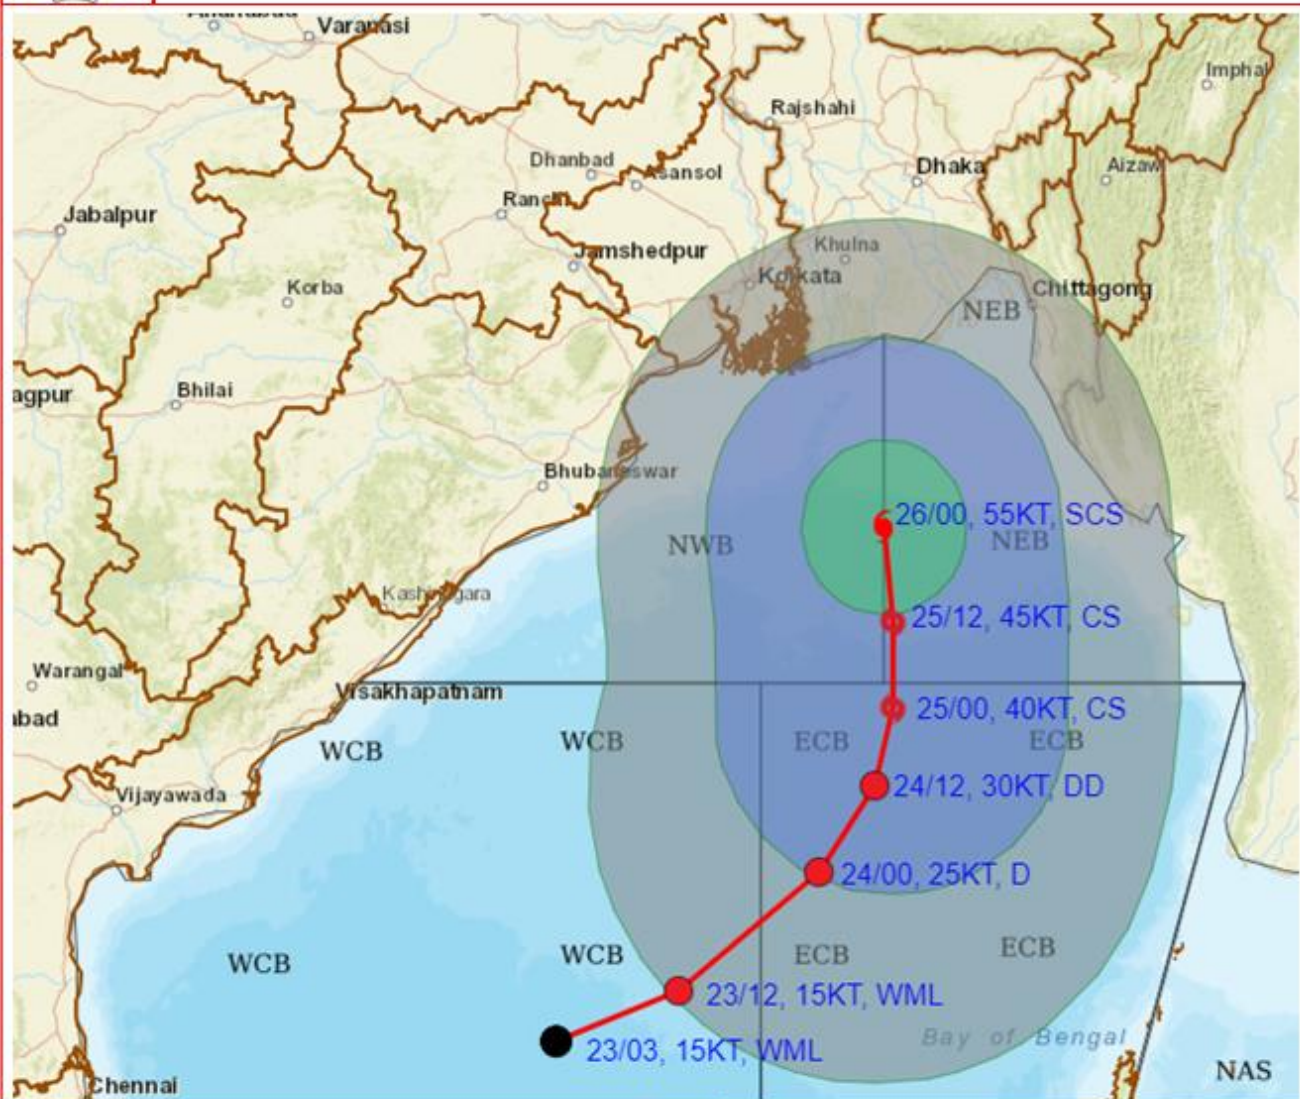 Varanasi
Imphal
Rajshahi
Dhanbad
Asansol
Dhaka
Aizaw
Ranchi
Jabalpur
Jamshedpur
Khulna
Korba
Kolkata
Chittagong
NEB
agpur
Bhilai
Bhubaneswar
26/00, 55KT, SCS
NWB
NEB
Kashinagara
25/12, 45KT, CS
Warangal
Visakhapatnam
25/00, 40KT, CS
abad
WCB
WCB
ECB
ECB
24/12, 30KT, DD
Vijayawada
24/00, 25KT, D
WCB
WCB
ECB
ECB
23/12, 15KT, WML
23/03, 15KT, WML
Bay of Bengal
NAS
Chennai